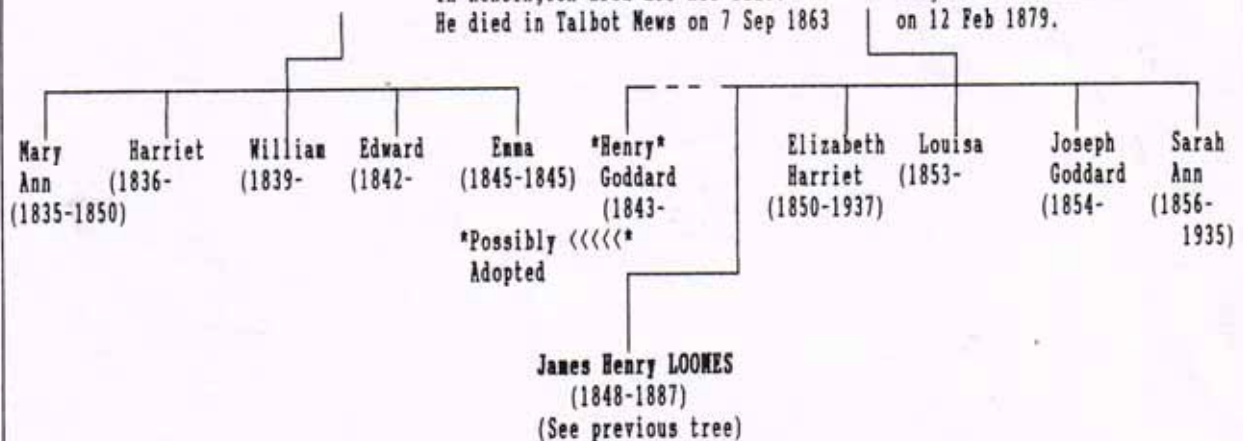 He died in Talbot Mews on 7 Sep 1863
on 12 Feb 1879.
Mary Ann (1835-1850)
Harriet (1836-
William (1839-
Edward (1842-
Emma (1845-1845)
*Henry* Goddard (1843-
*Possibly <<<<<*
Adopted
Elizabeth Harriet (1850-1937)
Louisa (1853-
Joseph Goddard (1854-
Sarah Ann (1856-1935)
James Henry LOOMES
(1848-1887)
(See previous tree)